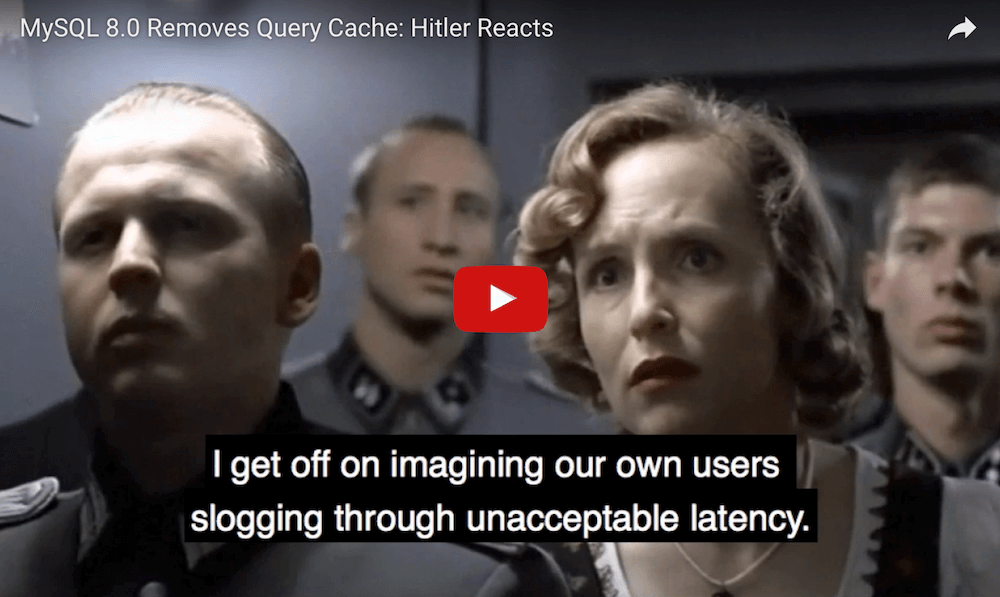 MySQL 8.0 Removes Query Cache: Hitler Reacts
I get off on imagining our own users
slogging through unacceptable latency.